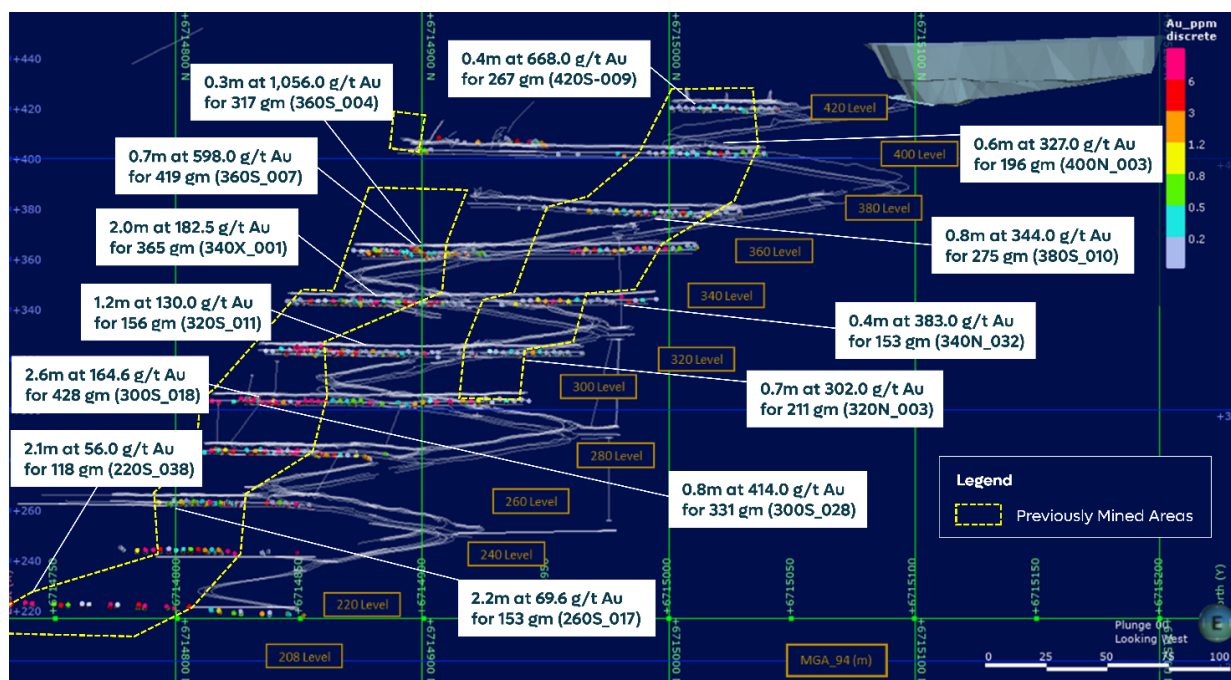 Au_ppm
discrete
6
3
1.2
0.8
0.5
0.2
+6714800 N
+6714900 N
+6715000 N
+440
+420
+400
+380
+360
+340
+320
+260
+240
+220
0.4m at 668.0 g/t Au
for 267 gm (420S-009)
0.3m at 1,056.0 g/t Au
for 317 gm (360S_004)
0.7m at 598.0 g/t Au
for 419 gm (360S_007)
2.0m at 182.5 g/t Au
for 365 gm (340X_001)
1.2m at 130.0 g/t Au
for 156 gm (320S_011)
2.6m at 164.6 g/t Au
for 428 gm (300S_018)
2.1m at 56.0 g/t Au
for 118 gm (220S_038)
0.6m at 327.0 g/t Au
for 196 gm (400N_003)
0.8m at 344.0 g/t Au
for 275 gm (380S_010)
0.4m at 383.0 g/t Au
for 153 gm (340N_032)
0.7m at 302.0 g/t Au
for 211 gm (320N_003)
0.8m at 414.0 g/t Au
for 331 gm (300S_028)
2.2m at 69.6 g/t Au
for 153 gm (260S_017)
420 Level
400 Level
380 Level
360 Level
340 Level
320 Level
300 Level
280 Level
260 Level
240 Level
220 Level
208 Level
Legend
Previously Mined Areas
6714750
6714800
6714850
6715000
6715050
6715100
6715150
6715200
+6714800 N
MGA_94 (m)
Plunge 00
Looking West
North (Y)
E
0 25 50 75 100